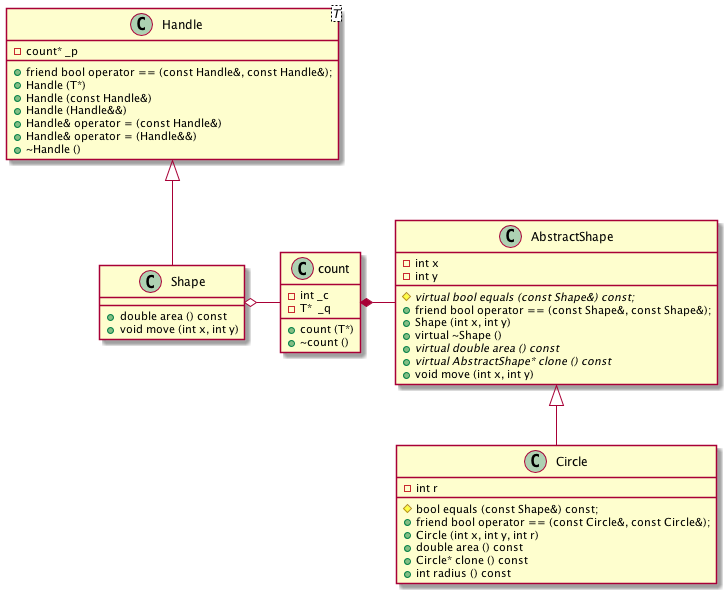 T
C Handle
count* _p
friend bool operator == (const Handle&, const Handle&);
Handle (T*)
Handle (const Handle&)
Handle (Handle&&)
Handle& operator = (const Handle&)
Handle& operator = (Handle&&)
~Handle ()
C Shape
double area () const
void move (int x, int y)
C count
int _c
T* _q
count (T*)
~count ()
C AbstractShape
int x
int y
virtual bool equals (const Shape&) const;
friend bool operator == (const Shape&, const Shape&);
Shape (int x, int y)
virtual ~Shape ()
virtual double area () const
virtual AbstractShape* clone () const
void move (int x, int y)
C Circle
int r
bool equals (const Shape&) const;
friend bool operator == (const Circle&, const Circle&);
Circle (int x, int y, int r)
double area () const
Circle* clone () const
int radius () const